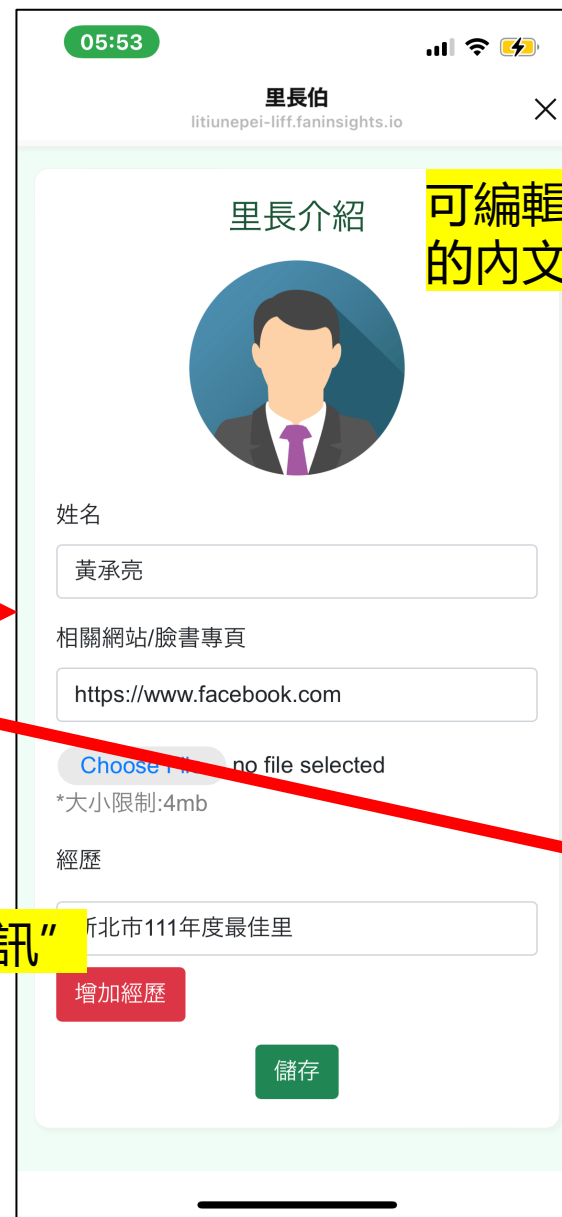 05:53
里長伯
litiunepei-liff.faninsights.io
里長介紹
可編輯
的內文
姓名
黃承亮
相關網站/臉書專頁
https://www.facebook.com
Choose no file selected
*大小限制:4mb
經歷
北市111年度最佳里
訊”
增加經歷
儲存